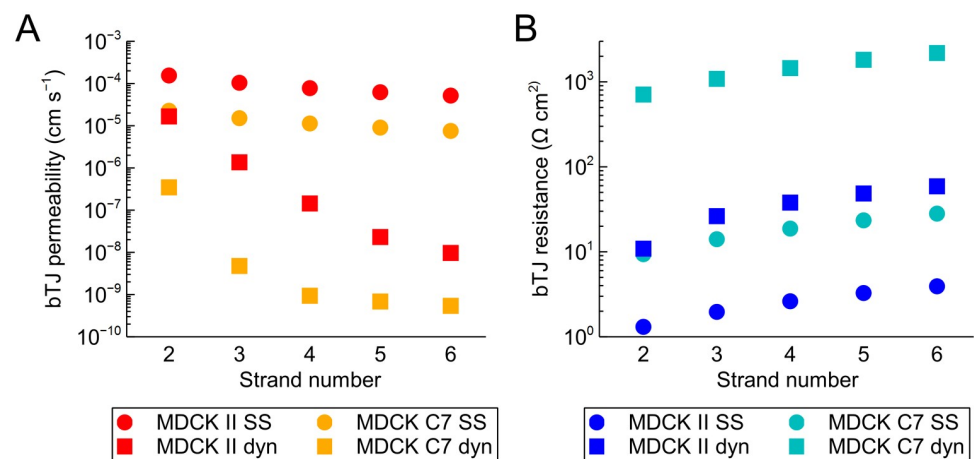 A
B
bTJ permeability (cm s⁻¹)
10⁻³
10⁻⁴
10⁻⁵
10⁻⁶
10⁻⁷
10⁻⁸
10⁻⁹
10⁻¹⁰
2 3 4 5 6
Strand number
MDCK II SS MDCK C7 SS
MDCK II dyn MDCK C7 dyn
bTJ resistance (Ω cm²)
10³
10²
10¹
10⁰
2 3 4 5 6
Strand number
MDCK II SS MDCK C7 SS
MDCK II dyn MDCK C7 dyn